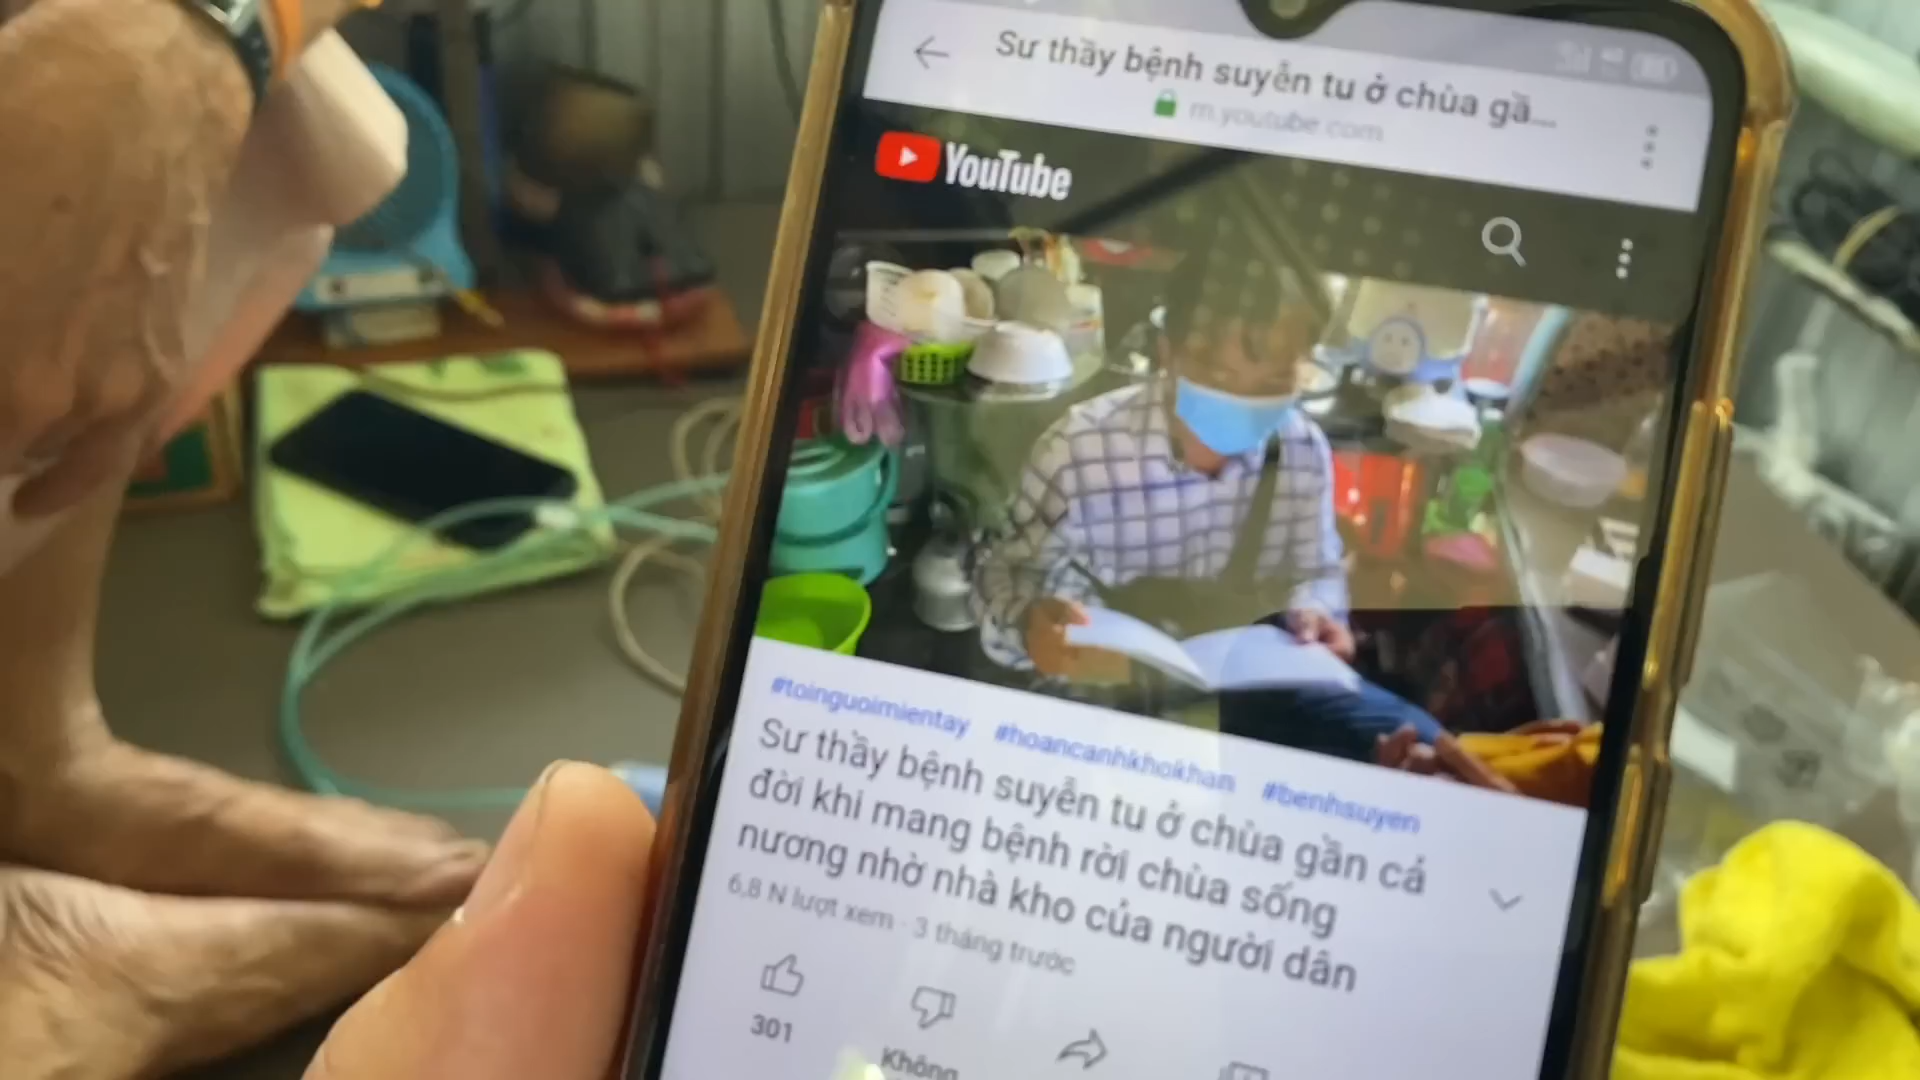 Sư thầy bệnh suyễn tu ở chùa gầ...
m.youtube.com
YouTube
#toinguoimientay #hoancanhkhokhan #benhsuyen
Sư thầy bệnh suyễn tu ở chùa gần cả
đời khi mang bệnh rời chùa sống
nương nhờ nhà kho của người dân
6,8 N lượt xem · 3 tháng trước
301
Không